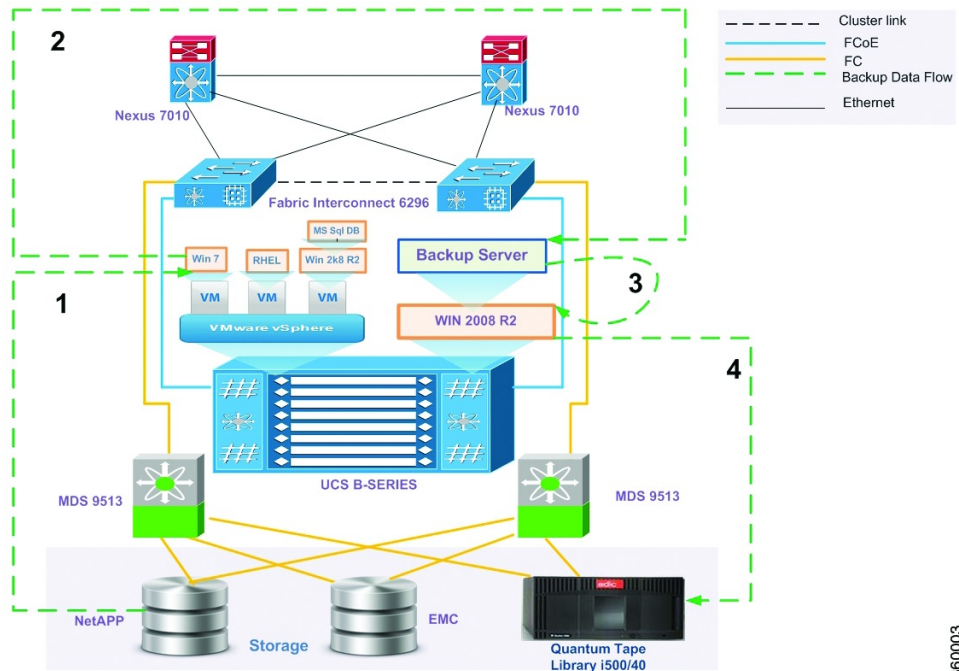 2
Cluster link
FCoE
FC
Backup Data Flow
Ethernet
Nexus 7010
Nexus 7010
Fabric Interconnect 6296
MS Sql DB
Win 7
RHEL
Win 2k8 R2
Backup Server
3
1
VM
VM
VM
WIN 2008 R2
VMware vSphere
4
UCS B-SERIES
MDS 9513
MDS 9513
NetAPP
EMC
Storage
Quantum Tape
Library i500/40
60003